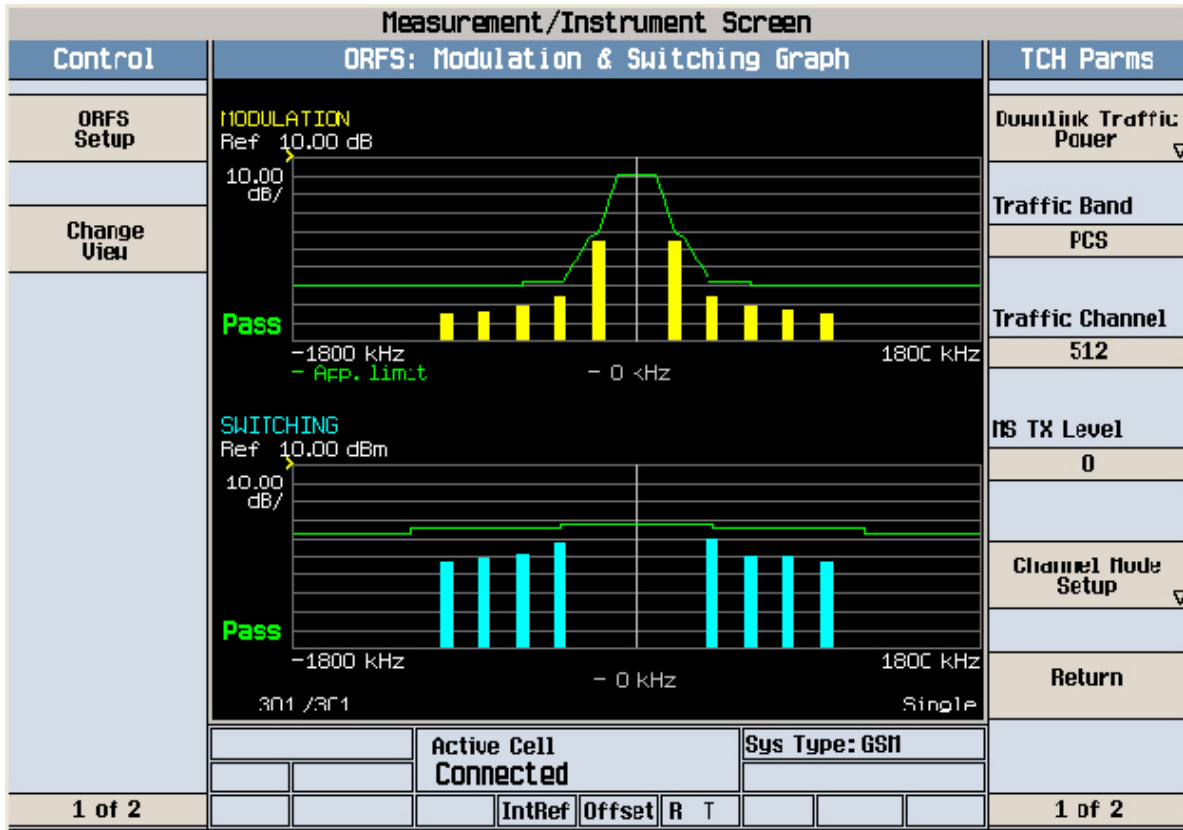 Measurement/Instrument Screen
Control
ORFS: Modulation & Switching Graph
TCH Parms
ORFS
Setup
Change
View
1 of 2
MODULATION
Ref 10.00 dB
10.00
dB/
Pass
-1800 kHz
1800 kHz
- App. limit
- 0 kHz
SWITCHING
Ref 10.00 dBm
10.00
dB/
Pass
-1800 kHz
1800 kHz
- 0 kHz
301 /301
Single
Downlink Traffic
Power
Traffic Band
PCS
Traffic Channel
512
MS TX Level
0
Channel Mode
Setup
Return
1 of 2
Active Cell
Connected
Sys Type: GSM
IntRef
Offset
R T